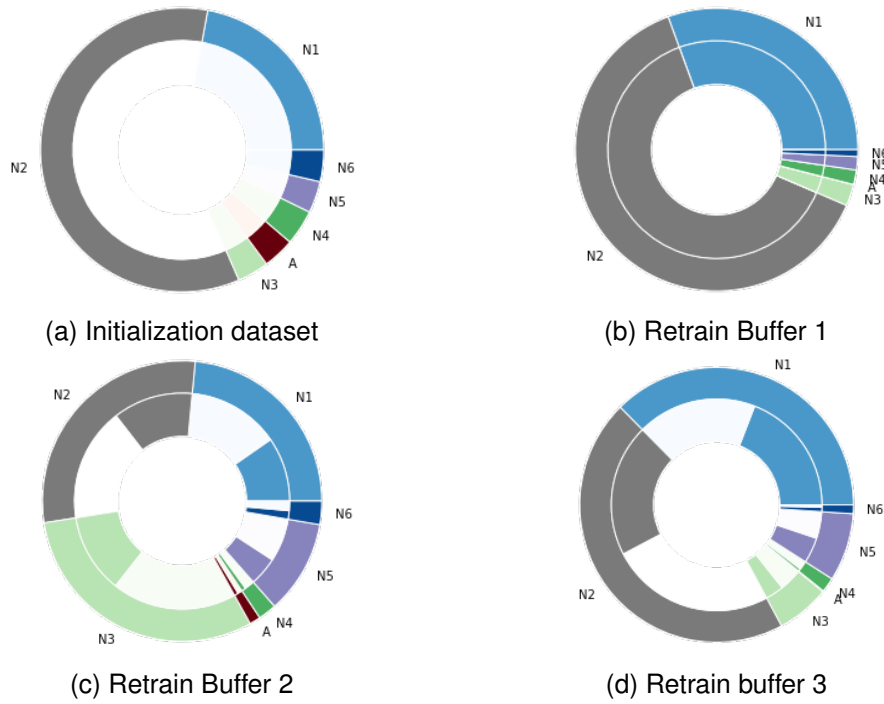 N1
N2
N6
N5
N4
A
N3
(a) Initialization dataset
N1
N2
N6
N5
N4
A
N3
(b) Retrain Buffer 1
N2
N1
N6
N5
N4
A
N3
(c) Retrain Buffer 2
N1
N2
N6
N5
N4
A
N3
(d) Retrain buffer 3